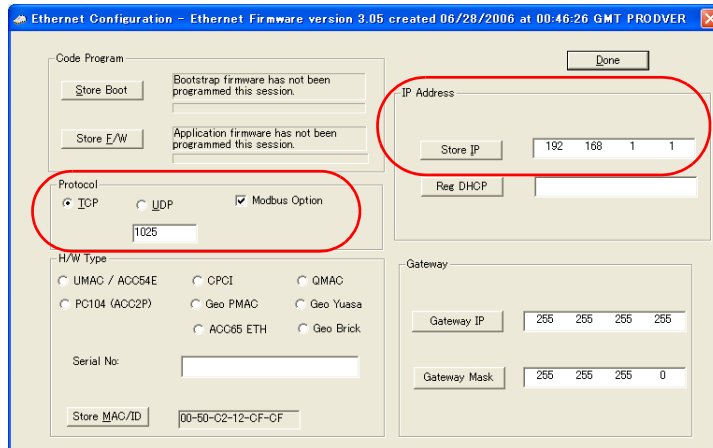 Ethernet Configuration - Ethernet Firmware version 3.05 created 06/28/2006 at 00:46:26 GMT PRODVER
Code Program
Store Boot
Bootstrap firmware has not been
programmed this session.
Store F/W
Application firmware has not been
programmed this session.
Done
IP Address
Store IP
192 168 1 1
Reg DHCP
Protocol
TCP
UDP
Modbus Option
1025
H/W Type
UMAC / ACC54E
CPCI
QMAC
PC104 (ACC2P)
Geo PMAC
Geo Yuasa
ACC65 ETH
Geo Brick
Serial No:
Store MAC/ID
00-50-C2-12-CF-CF
Gateway
Gateway IP
255 255 255 255
Gateway Mask
255 255 255 0